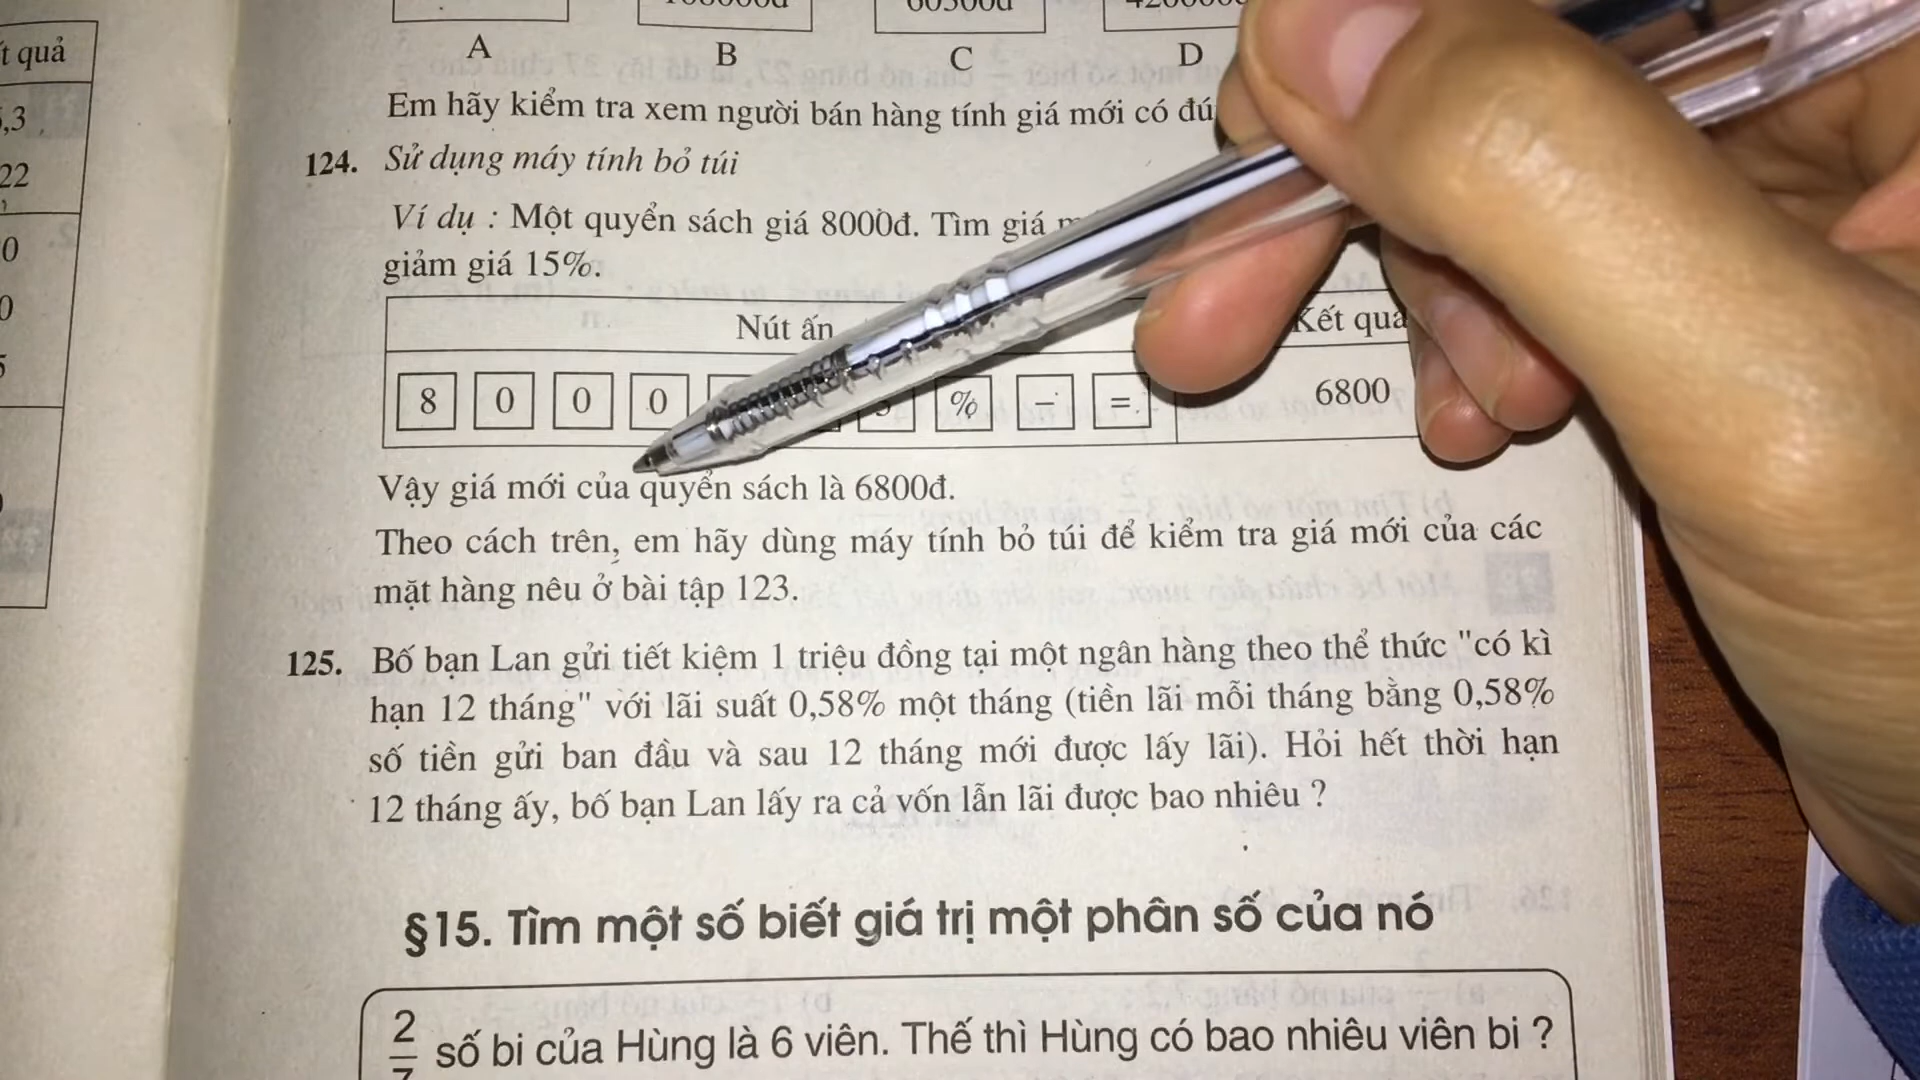 t quả
,3
22
0
0
5
A B C D
Em hãy kiểm tra xem người bán hàng tính giá mới có
124. Sử dụng máy tính bỏ túi
Ví dụ : Một quyển sách giá 8000đ. Tìm giá
giảm giá 15%.
Nút ấn Kết quả
8 0 0 0 % − = 6800
Vậy giá mới của quyển sách là 6800đ.
Theo cách trên, em hãy dùng máy tính bỏ túi để kiểm tra giá mới của các
mặt hàng nêu ở bài tập 123.
125. Bố bạn Lan gửi tiết kiệm 1 triệu đồng tại một ngân hàng theo thể thức "có kì
hạn 12 tháng" với lãi suất 0,58% một tháng (tiền lãi mỗi tháng bằng 0,58%
số tiền gửi ban đầu và sau 12 tháng mới được lấy lãi). Hỏi hết thời hạn
12 tháng ấy, bố bạn Lan lấy ra cả vốn lẫn lãi được bao nhiêu ?
§15. Tìm một số biết giá trị một phân số của nó
2/7 số bi của Hùng là 6 viên. Thế thì Hùng có bao nhiêu viên bi ?